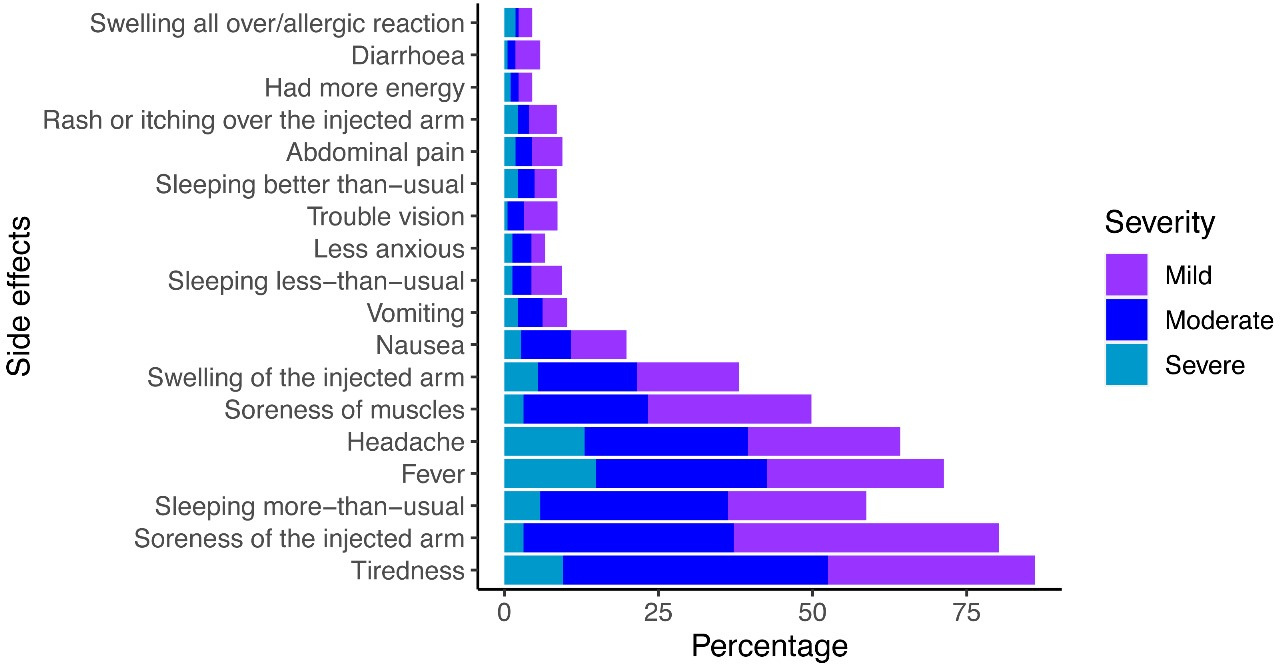 Swelling all over/allergic reaction
Diarrhoea
Had more energy
Rash or itching over the injected arm
Abdominal pain
Sleeping better than−usual
Trouble vision
Less anxious
Sleeping less−than−usual
Vomiting
Nausea
Swelling of the injected arm
Soreness of muscles
Headache
Fever
Sleeping more−than−usual
Soreness of the injected arm
Tiredness
Side effects
0 25 50 75
Percentage
Severity
Mild
Moderate
Severe